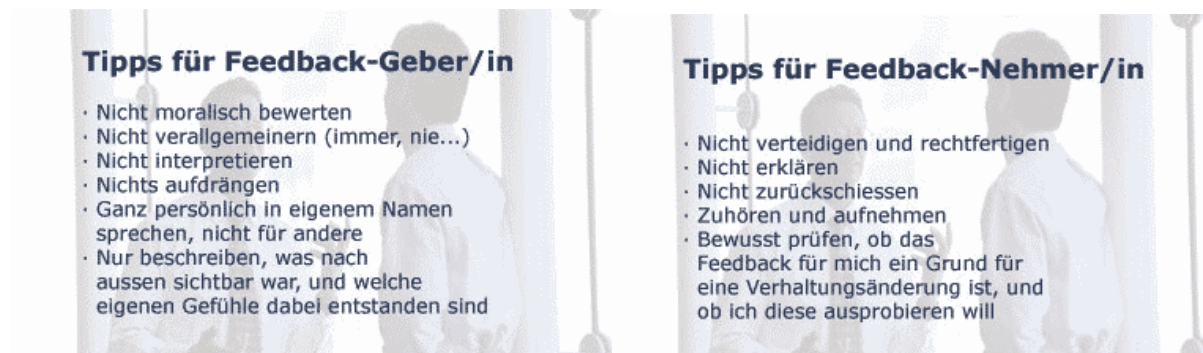 Tipps für Feedback-Geber/in
· Nicht moralisch bewerten
· Nicht verallgemeinern (immer, nie...)
· Nicht interpretieren
· Nichts aufdrängen
· Ganz persönlich in eigenem Namen
sprechen, nicht für andere
· Nur beschreiben, was nach
aussen sichtbar war, und welche
eigenen Gefühle dabei entstanden sind
Tipps für Feedback-Nehmer/in
· Nicht verteidigen und rechtfertigen
· Nicht erklären
· Nicht zurückschiessen
· Zuhören und aufnehmen
· Bewusst prüfen, ob das
Feedback für mich ein Grund für
eine Verhaltungsänderung ist, und
ob ich diese ausprobieren will